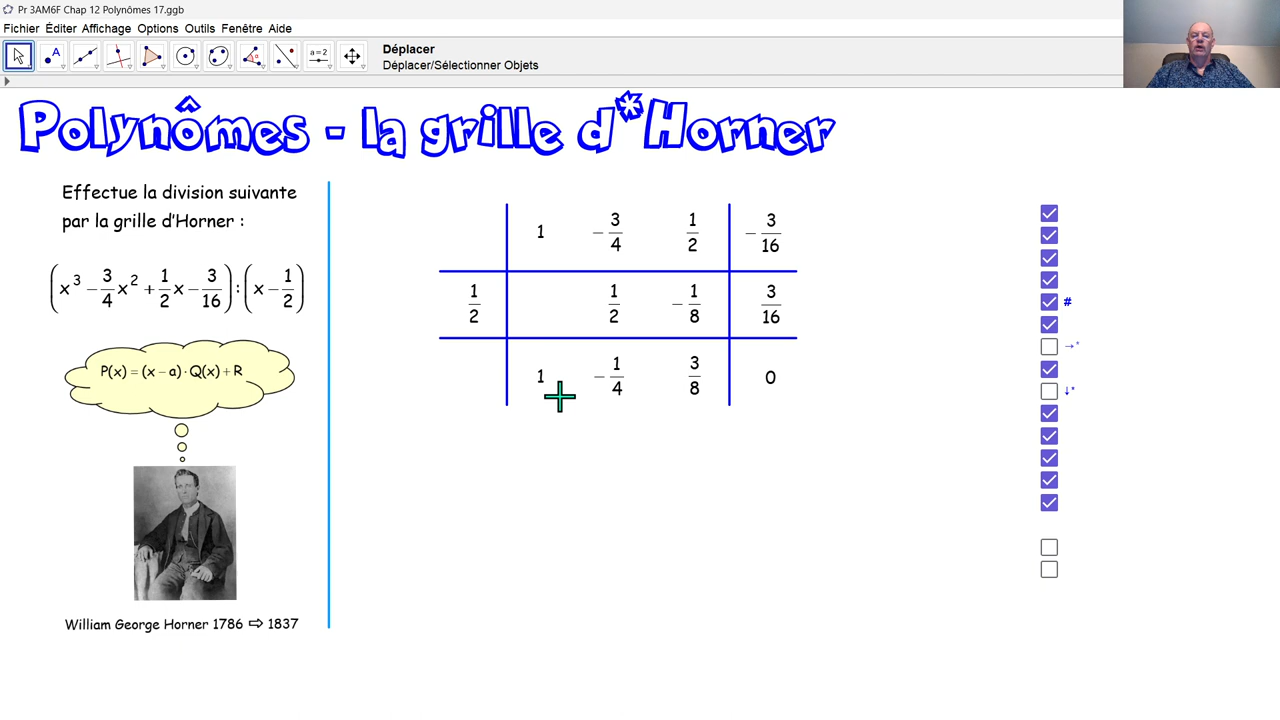 Pr 3AM6F Chap 12 Polynômes 17.ggb
Fichier Éditer Affichage Options Outils Fenêtre Aide
A
a=2
Déplacer
Déplacer/Sélectionner Objets
Polynômes - la grille d*Horner
Effectue la division suivante
par la grille d’Horner :
(x³ − 3/4 x² + 1/2 x − 3/16) : (x − 1/2)
P(x) = (x − a) · Q(x) + R
William George Horner 1786 ⇨ 1837
1 −3/4 1/2 −3/16
1/2 1/2 −1/8 3/16
1 −1/4 3/8 0
#
→*
↓*